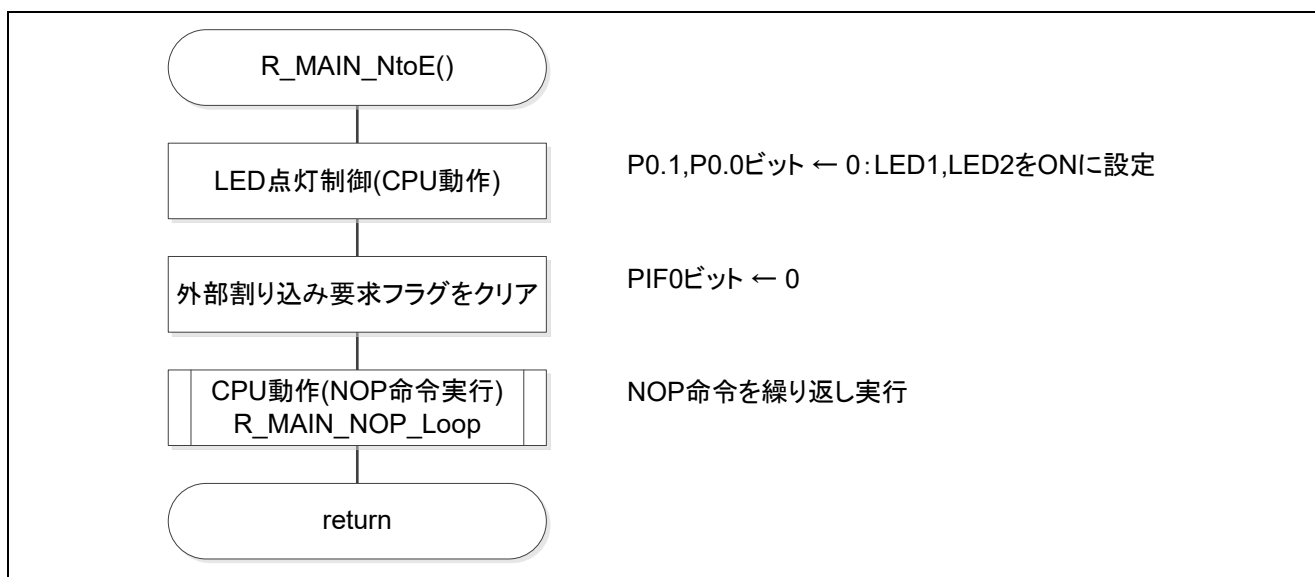 R_MAIN_NtoE()
LED点灯制御(CPU動作)
P0.1,P0.0ビット ← 0:LED1,LED2をONに設定
外部割り込み要求フラグをクリア
PIF0ビット ← 0
CPU動作(NOP命令実行)
R_MAIN_NOP_Loop
NOP命令を繰り返し実行
return